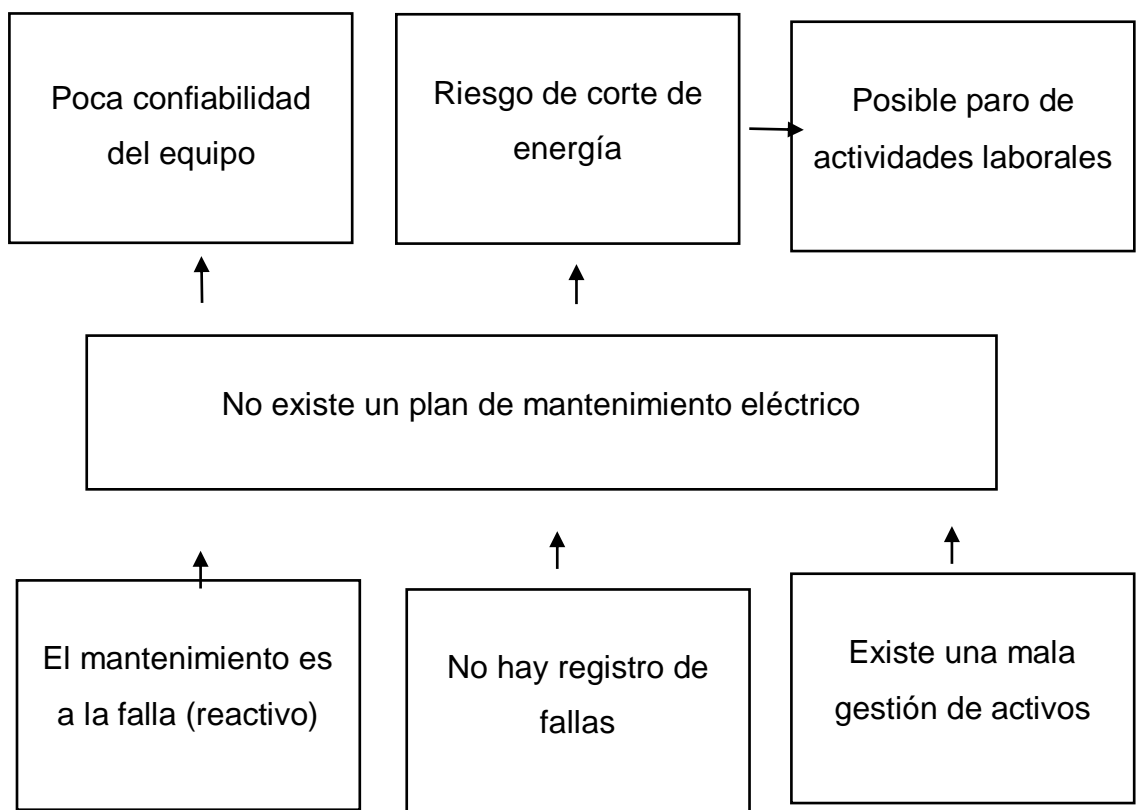 Poca confiabilidad
del equipo
Riesgo de corte de
energía
Posible paro de
actividades laborales
No existe un plan de mantenimiento eléctrico
El mantenimiento es
a la falla (reactivo)
No hay registro de
fallas
Existe una mala
gestión de activos